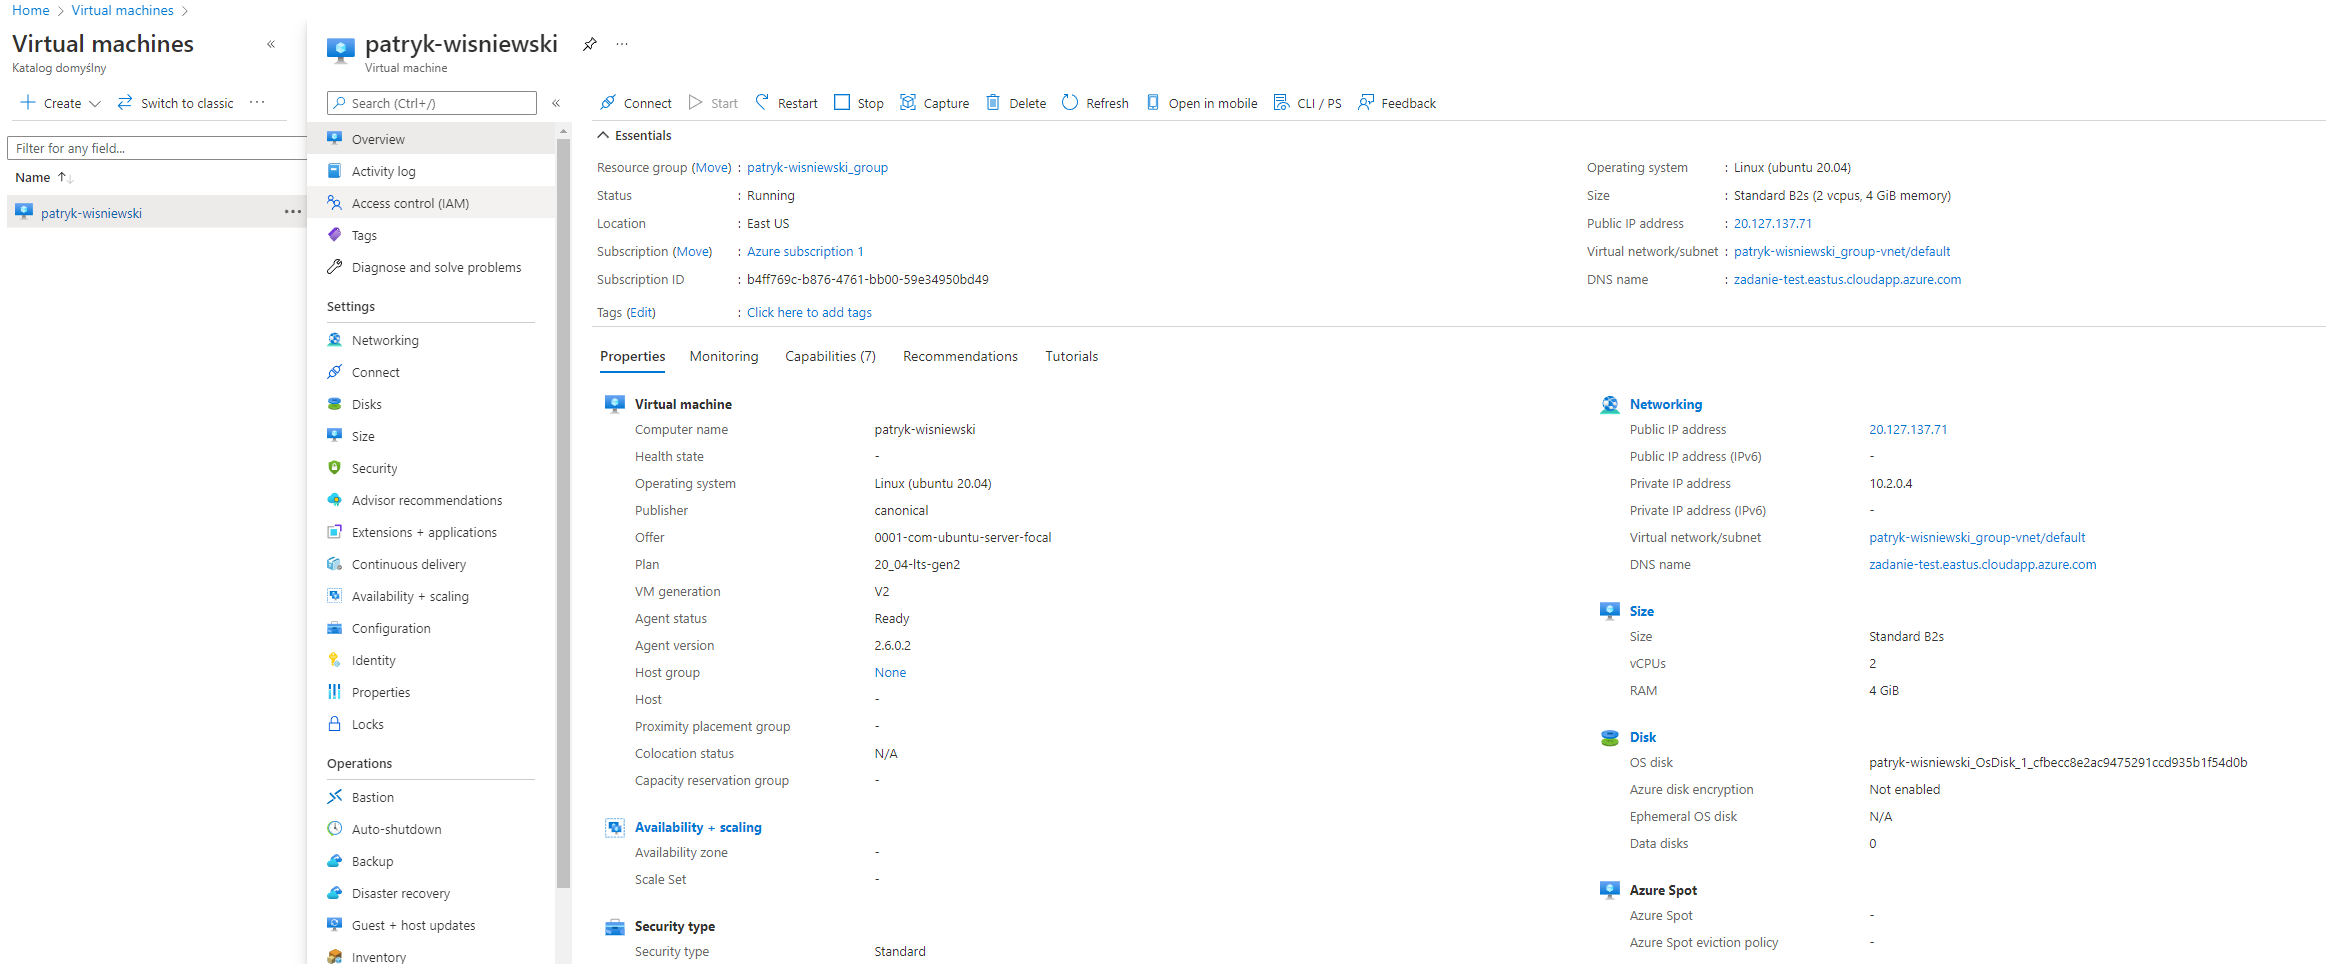 Home > Virtual machines >
Virtual machines
Katalog domyślny
Create
Switch to classic
Filter for any field...
Name
patryk-wisniewski
patryk-wisniewski
Virtual machine
Search (Ctrl+/)
Overview
Activity log
Access control (IAM)
Tags
Diagnose and solve problems
Settings
Networking
Connect
Disks
Size
Security
Advisor recommendations
Extensions + applications
Continuous delivery
Availability + scaling
Configuration
Identity
Properties
Locks
Operations
Bastion
Auto-shutdown
Backup
Disaster recovery
Guest + host updates
Inventory
Connect Start Restart Stop Capture Delete Refresh Open in mobile CLI / PS Feedback
Essentials
Resource group (Move) : patryk-wisniewski_group
Status : Running
Location : East US
Subscription (Move) : Azure subscription 1
Subscription ID : b4ff769c-b876-4761-bb00-59e34950bd49
Tags (Edit) : Click here to add tags
Operating system : Linux (ubuntu 20.04)
Size : Standard B2s (2 vcpus, 4 GiB memory)
Public IP address : 20.127.137.71
Virtual network/subnet : patryk-wisniewski_group-vnet/default
DNS name : zadanie-test.eastus.cloudapp.azure.com
Properties Monitoring Capabilities (7) Recommendations Tutorials
Virtual machine
Computer name patryk-wisniewski
Health state -
Operating system Linux (ubuntu 20.04)
Publisher canonical
Offer 0001-com-ubuntu-server-focal
Plan 20_04-lts-gen2
VM generation V2
Agent status Ready
Agent version 2.6.0.2
Host group None
Host -
Proximity placement group -
Colocation status N/A
Capacity reservation group -
Availability + scaling
Availability zone -
Scale Set -
Security type
Security type Standard
Networking
Public IP address 20.127.137.71
Public IP address (IPv6) -
Private IP address 10.2.0.4
Private IP address (IPv6) -
Virtual network/subnet patryk-wisniewski_group-vnet/default
DNS name zadanie-test.eastus.cloudapp.azure.com
Size
Size Standard B2s
vCPUs 2
RAM 4 GiB
Disk
OS disk patryk-wisniewski_OsDisk_1_cfbecc8e2ac9475291ccd935b1f54d0b
Azure disk encryption Not enabled
Ephemeral OS disk N/A
Data disks 0
Azure Spot
Azure Spot -
Azure Spot eviction policy -